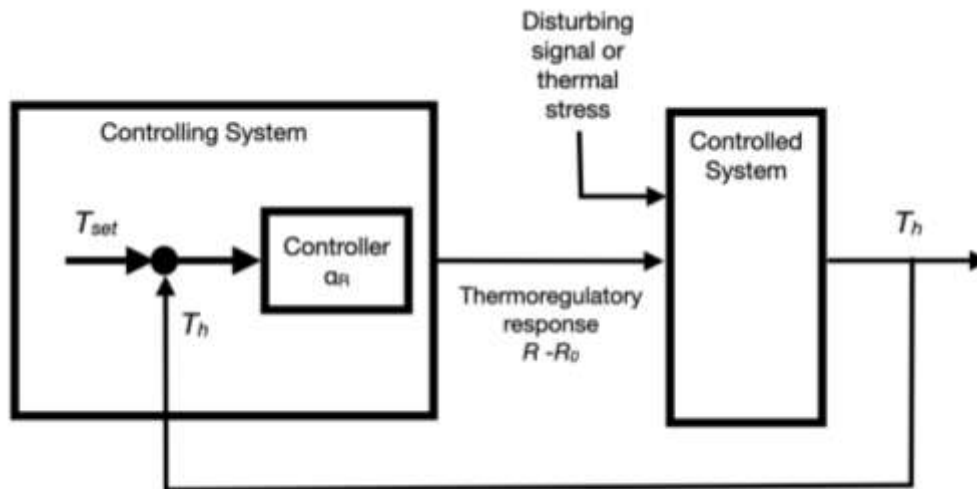 Disturbing
signal or
thermal
stress
Controlling System
Controlled
System
T_set
Controller
α_R
T_h
T_h
Thermoregulatory
response
R -R_0